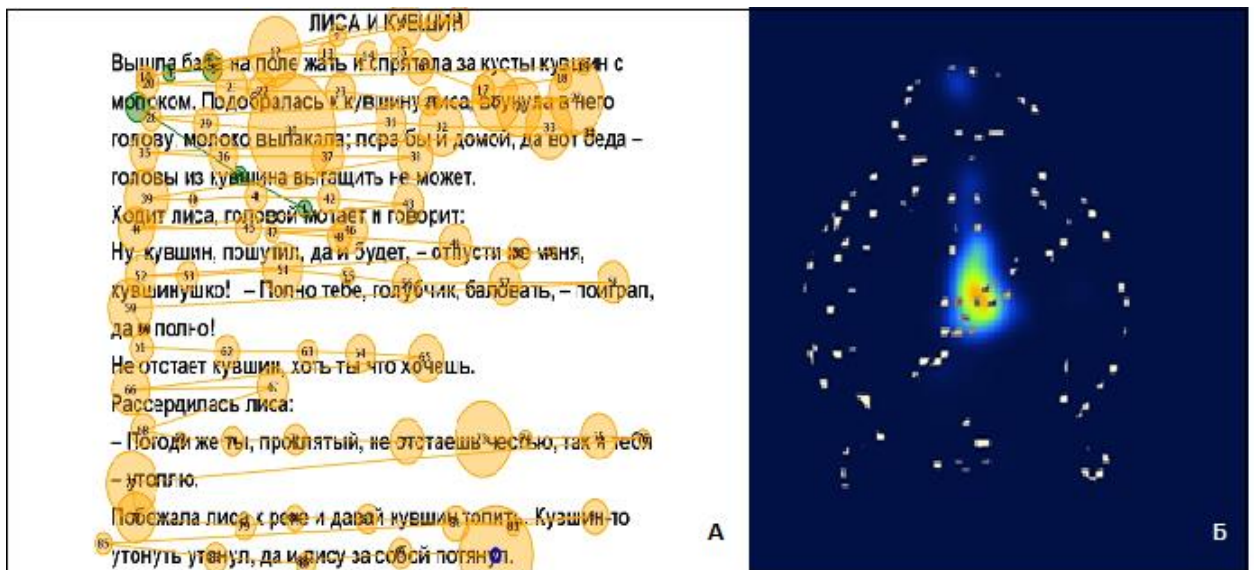 ЛИСА И КУВШИН
Вышла баба на поле жать и спрятала за кусты кувшин с
молоком. Подобралась к кувшину лиса, всунула в него
голову, молоко вылакала; пора бы и домой, да вот беда –
головы из кувшина вытащить не может.
Ходит лиса, головой мотает и говорит:
Ну, кувшин, пошутил, да и будет, – отпусти же меня,
кувшинушко! – Полно тебе, голубчик, баловать, – поиграл,
да и полно!
Не отстает кувшин, хоть ты что хочешь.
Рассердилась лиса:
– Погоди же ты, проклятый, не отстаешь честью, так я тебя
– утоплю.
Побежала лиса к реке и давай кувшин топить. Кувшин-то
утонуть утонул, да и лису за собой потянул.
А
Б